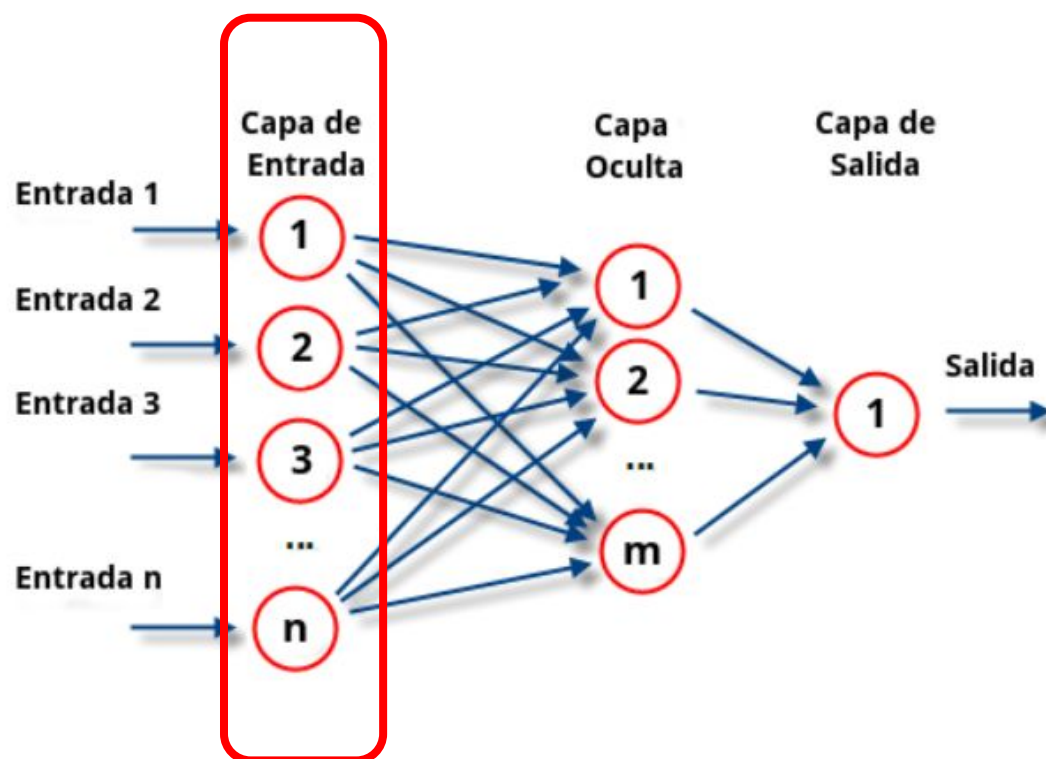 Capa de
Entrada
Capa
Oculta
Capa de
Salida
Entrada 1
1
Entrada 2
2
Entrada 3
3
...
Entrada n
n
1
2
...
m
1
Salida